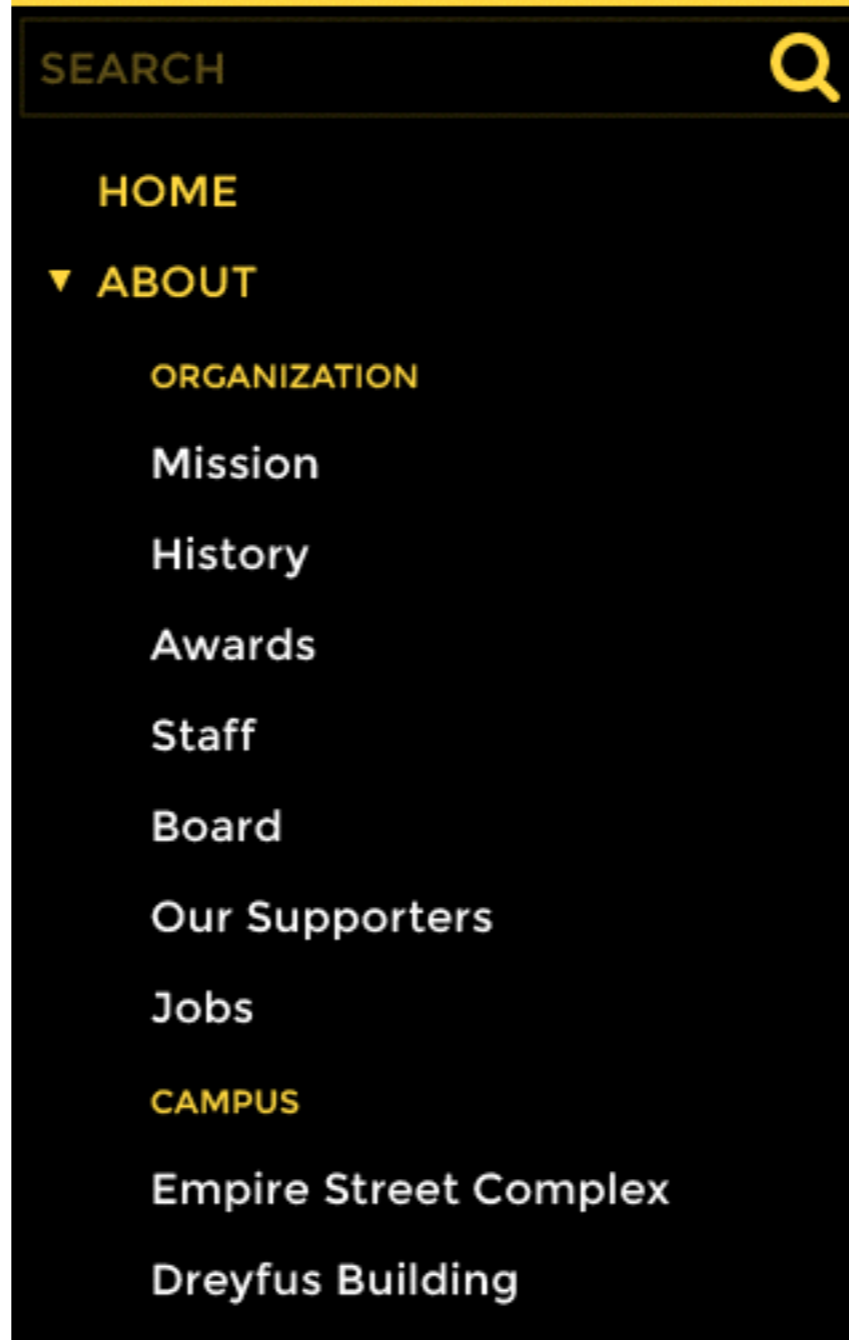 SEARCH
HOME
▼ ABOUT
ORGANIZATION
Mission
History
Awards
Staff
Board
Our Supporters
Jobs
CAMPUS
Empire Street Complex
Dreyfus Building